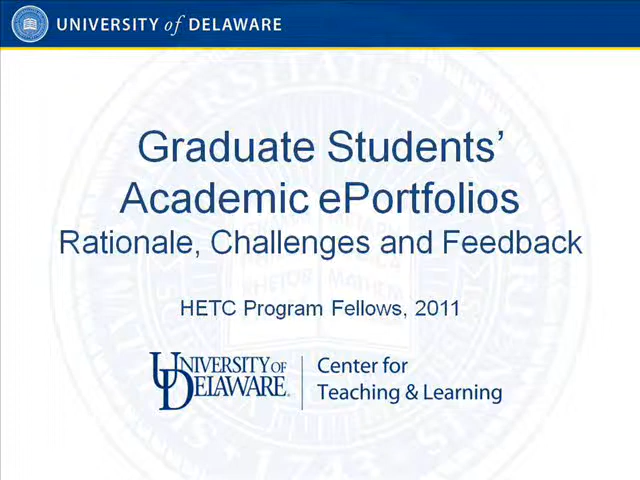 UNIVERSITY of DELAWARE
Graduate Students’
Academic ePortfolios
Rationale, Challenges and Feedback
HETC Program Fellows, 2011
UNIVERSITY OF
DELAWARE
Center for
Teaching & Learning